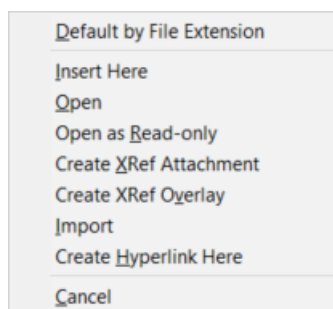 Default by File Extension
Insert Here
Open
Open as Read-only
Create XRef Attachment
Create XRef Overlay
Import
Create Hyperlink Here
Cancel